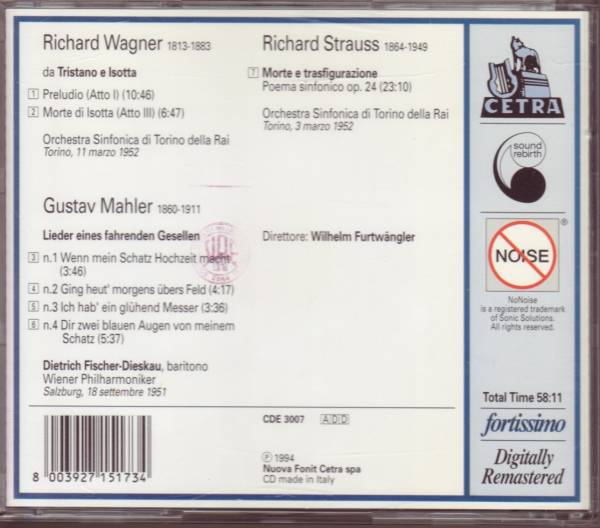 Richard Wagner 1813-1883
da Tristano e Isotta
1 Preludio (Atto I) (10:46)
2 Morte di Isotta (Atto III) (6:47)
Orchestra Sinfonica di Torino della Rai
Torino, 11 marzo 1952
Richard Strauss 1864-1949
7 Morte e trasfigurazione
Poema sinfonico op. 24 (23:10)
Orchestra Sinfonica di Torino della Rai
Torino, 3 marzo 1952
Gustav Mahler 1860-1911
Lieder eines fahrenden Gesellen
3 n.1 Wenn mein Schatz Hochzeit macht
(3:46)
4 n.2 Ging heut' morgens übers Feld (4:17)
5 n.3 Ich hab' ein glühend Messer (3:36)
6 n.4 Dir zwei blauen Augen von meinem
Schatz (5:37)
Dietrich Fischer-Dieskau, baritono
Wiener Philharmoniker
Salzburg, 18 settembre 1951
Direttore: Wilhelm Furtwängler
8 003927 151734
CDE 3007 ADD
℗ 1994
Nuova Fonit Cetra spa
CD made in Italy
CETRA
sound
rebirth
NOISE
®
NoNoise
is a registered trademark
of Sonic Solutions.
All rights reserved.
Total Time 58:11
fortissimo
Digitally
Remastered